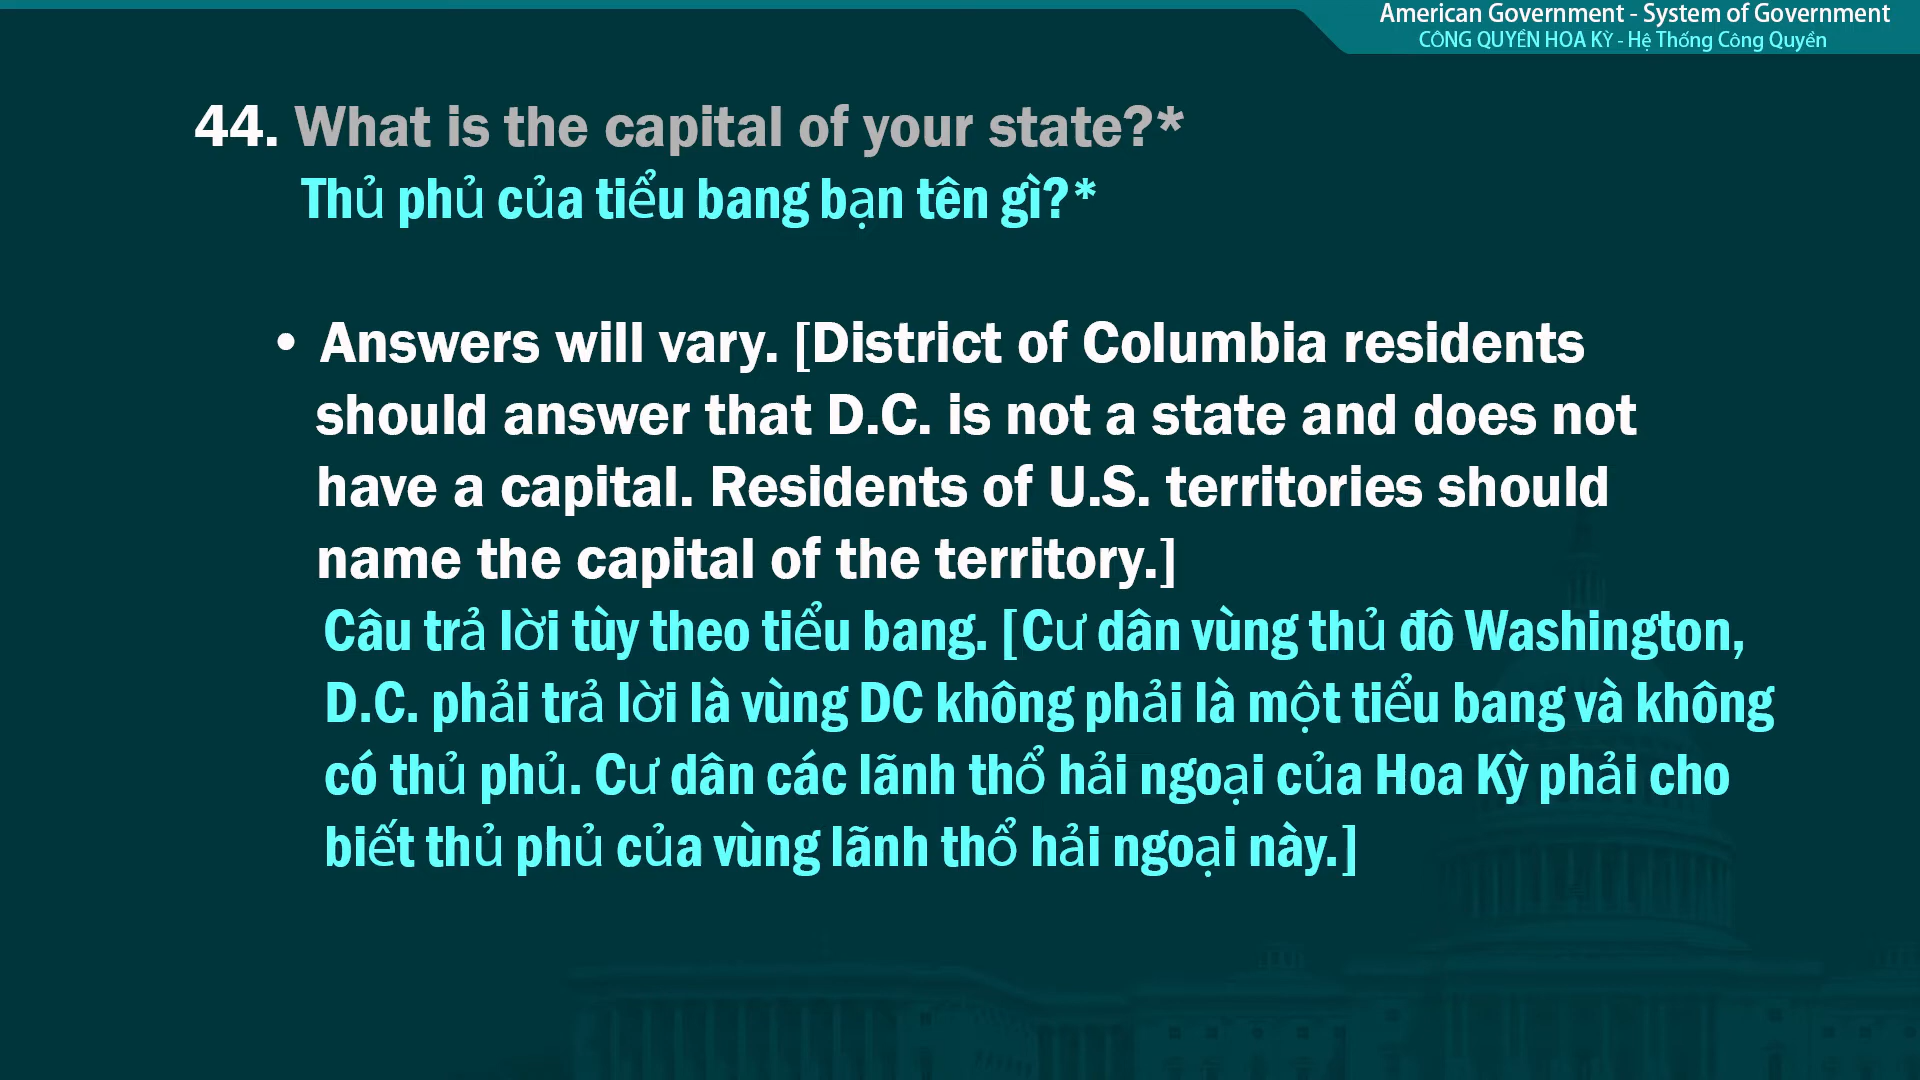 American Government - System of Government
CÔNG QUYỀN HOA KỲ - Hệ Thống Công Quyền
44. What is the capital of your state?*
Thủ phủ của tiểu bang bạn tên gì?*
• Answers will vary. [District of Columbia residents
should answer that D.C. is not a state and does not
have a capital. Residents of U.S. territories should
name the capital of the territory.]
Câu trả lời tùy theo tiểu bang. [Cư dân vùng thủ đô Washington,
D.C. phải trả lời là vùng DC không phải là một tiểu bang và không
có thủ phủ. Cư dân các lãnh thổ hải ngoại của Hoa Kỳ phải cho
biết thủ phủ của vùng lãnh thổ hải ngoại này.]